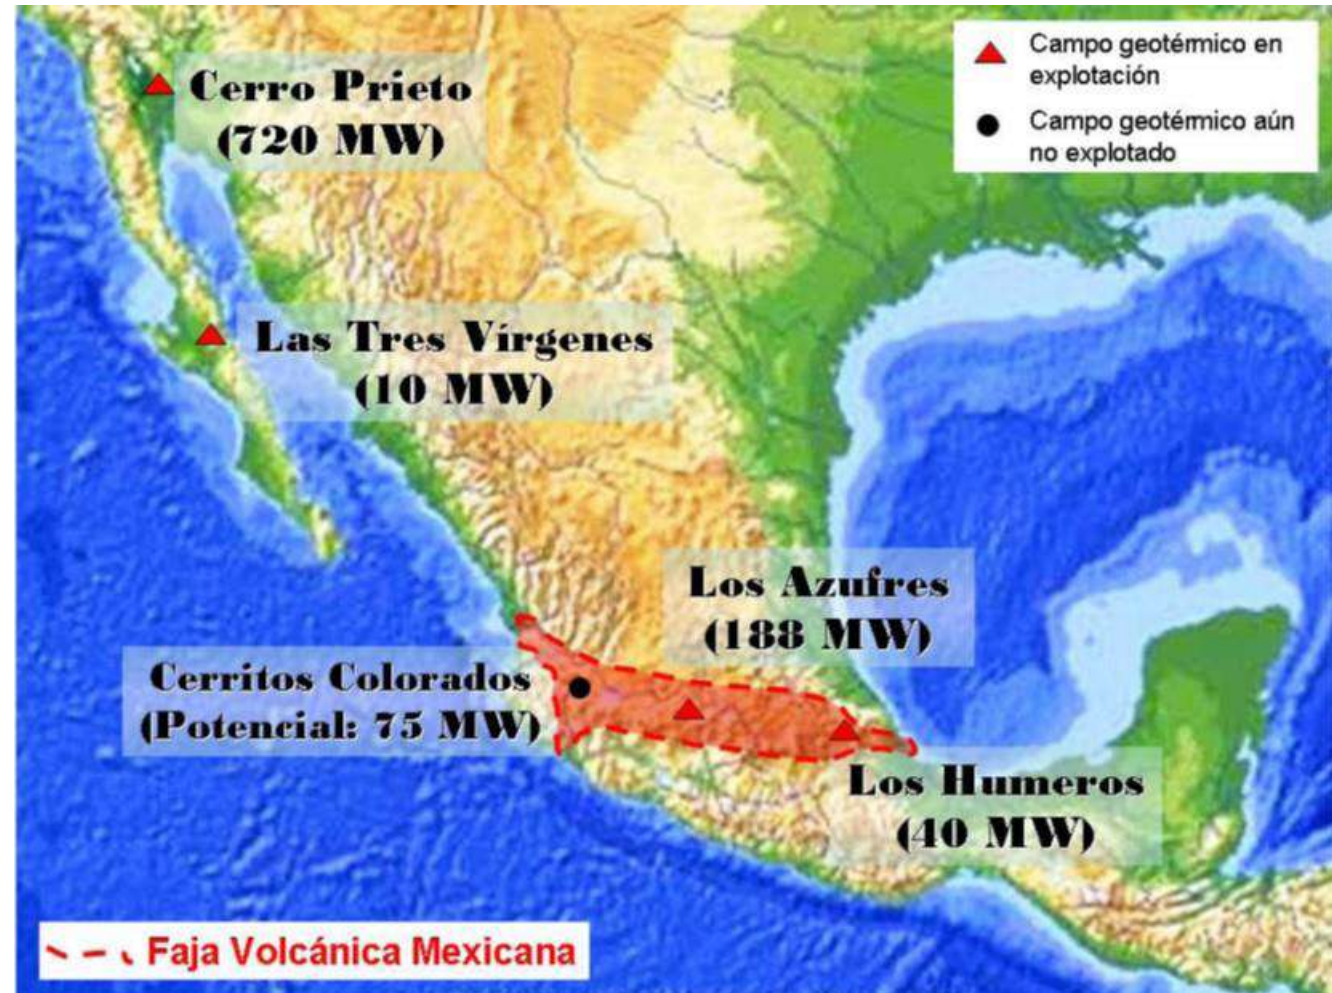 Campo geotérmico en
explotación
Campo geotérmico aún
no explotado
Cerro Prieto
(720 MW)
Las Tres Vírgenes
(10 MW)
Los Azufres
(188 MW)
Cerritos Colorados
(Potencial: 75 MW)
Los Humeros
(40 MW)
Faja Volcánica Mexicana